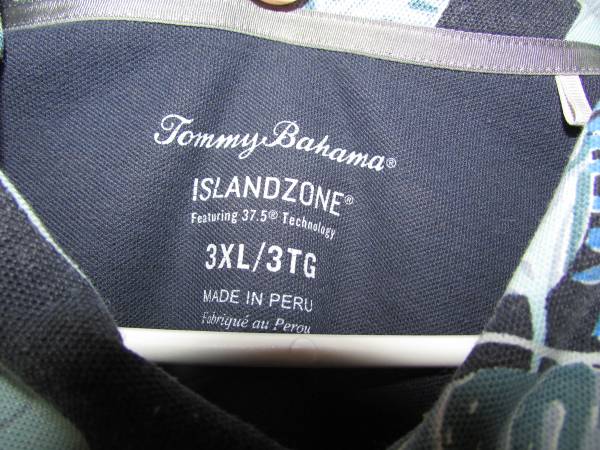 Tommy Bahama®
ISLANDZONE®
Featuring 37.5® Technology
3XL/3TG
MADE IN PERU
Fabriqué au Perou